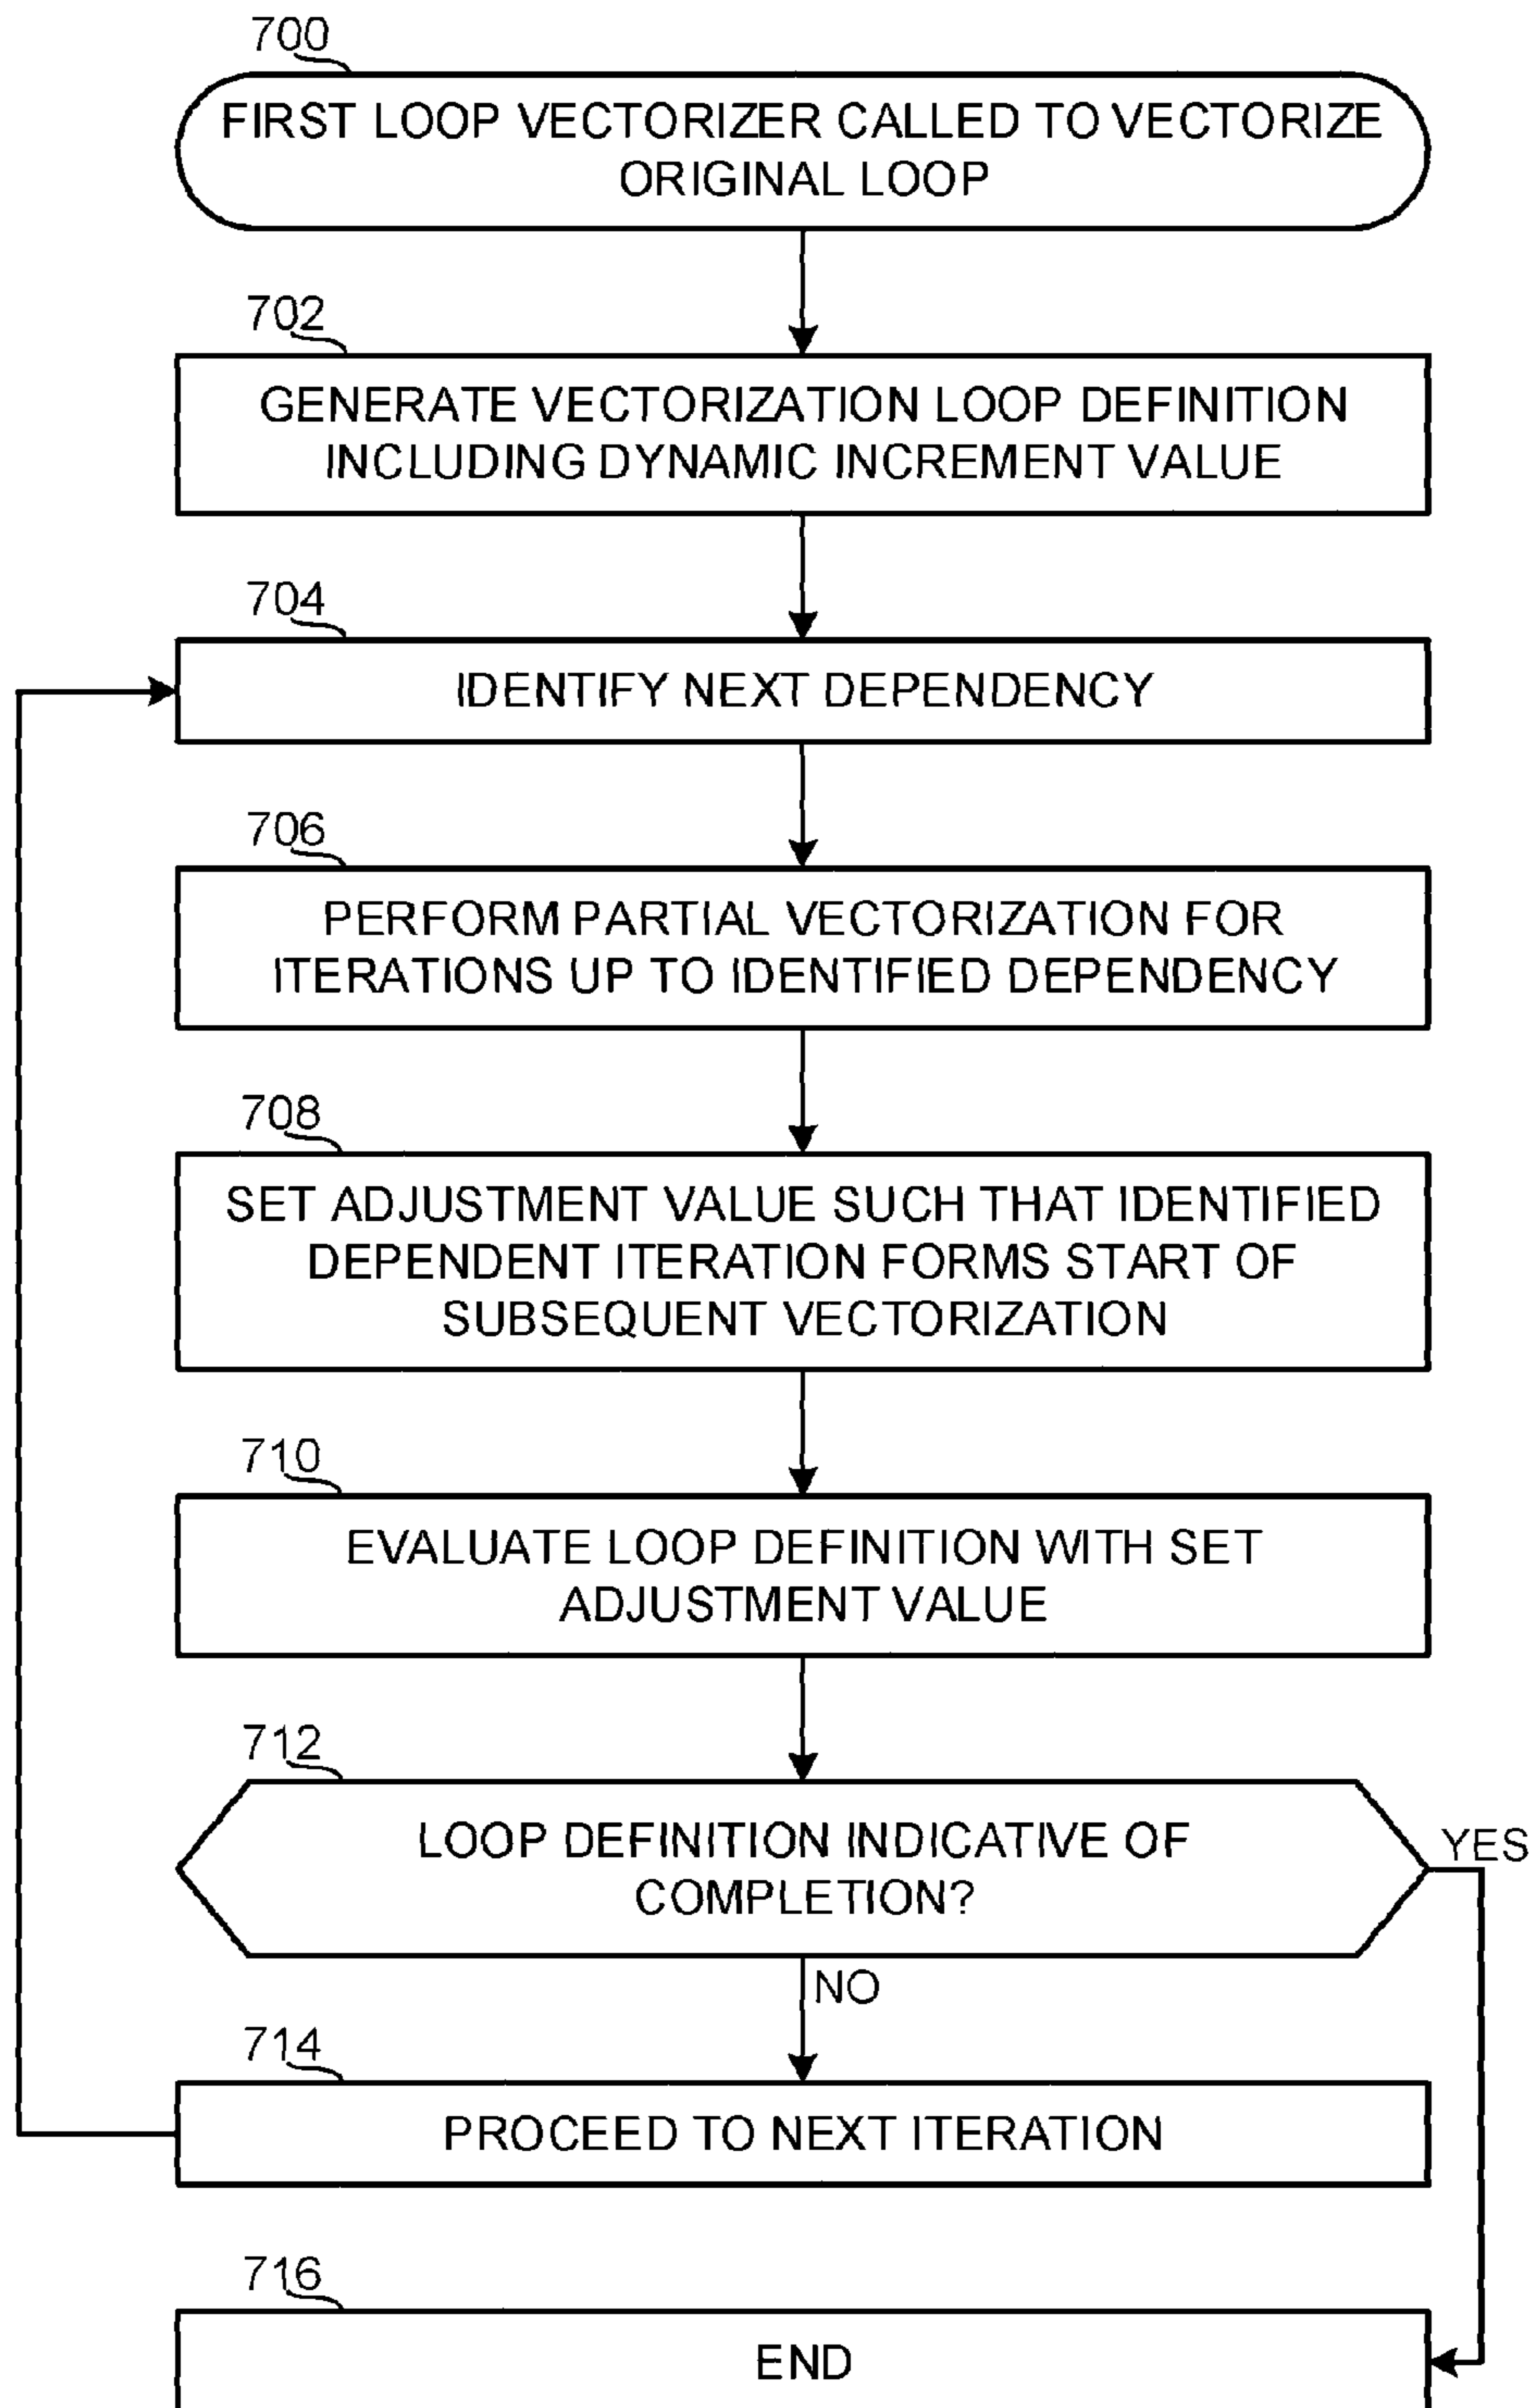 700
FIRST LOOP VECTORIZER CALLED TO VECTORIZE
ORIGINAL LOOP
702
GENERATE VECTORIZATION LOOP DEFINITION
INCLUDING DYNAMIC INCREMENT VALUE
704
IDENTIFY NEXT DEPENDENCY
706
PERFORM PARTIAL VECTORIZATION FOR
ITERATIONS UP TO IDENTIFIED DEPENDENCY
708
SET ADJUSTMENT VALUE SUCH THAT IDENTIFIED
DEPENDENT ITERATION FORMS START OF
SUBSEQUENT VECTORIZATION
710
EVALUATE LOOP DEFINITION WITH SET
ADJUSTMENT VALUE
712
LOOP DEFINITION INDICATIVE OF
COMPLETION?
YES
NO
714
PROCEED TO NEXT ITERATION
716
END